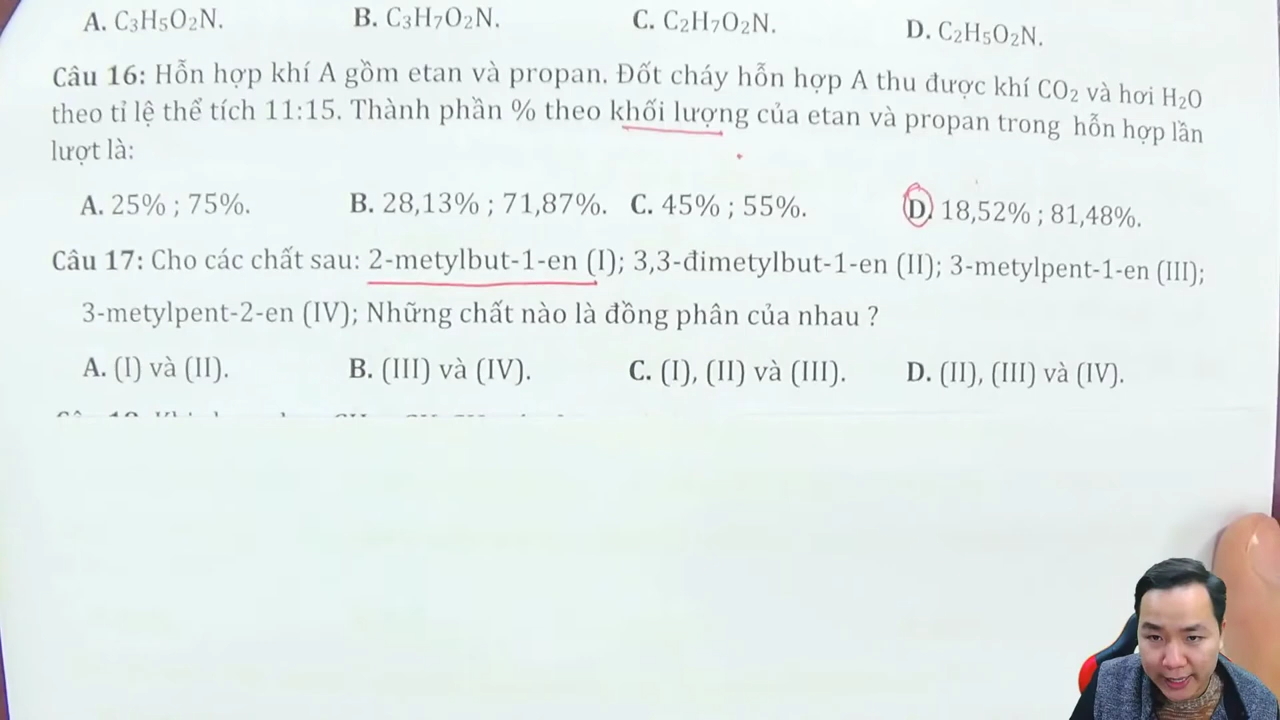 A. C₃H₅O₂N. B. C₃H₇O₂N. C. C₂H₇O₂N. D. C₂H₅O₂N.
Câu 16: Hỗn hợp khí A gồm etan và propan. Đốt cháy hỗn hợp A thu được khí CO₂ và hơi H₂O
theo tỉ lệ thể tích 11:15. Thành phần % theo khối lượng của etan và propan trong hỗn hợp lần
lượt là:
A. 25% ; 75%. B. 28,13% ; 71,87%. C. 45% ; 55%. D. 18,52% ; 81,48%.
Câu 17: Cho các chất sau: 2-metylbut-1-en (I); 3,3-đimetylbut-1-en (II); 3-metylpent-1-en (III);
3-metylpent-2-en (IV); Những chất nào là đồng phân của nhau ?
A. (I) và (II). B. (III) và (IV). C. (I), (II) và (III). D. (II), (III) và (IV).